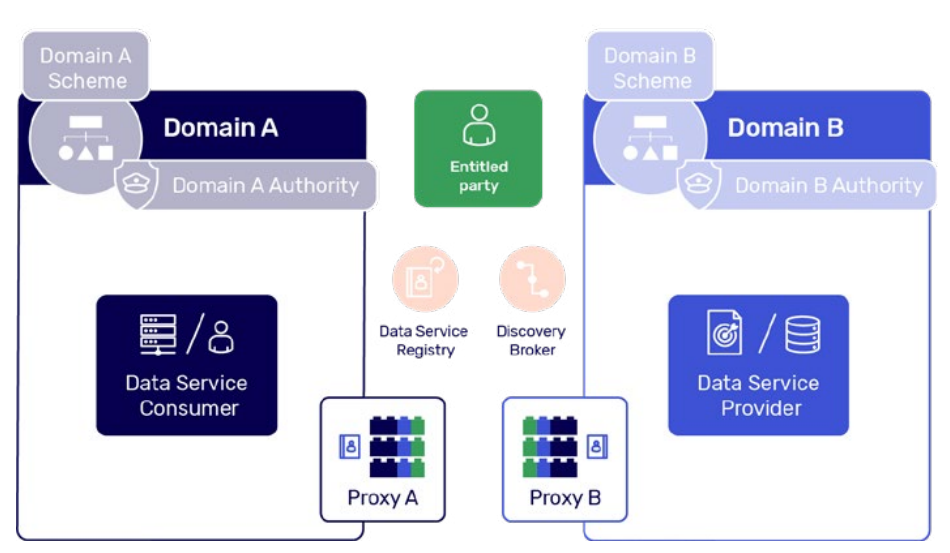 Domain A
Scheme
Domain A
Domain A Authority
Entitled
party
Domain B
Scheme
Domain B
Domain B Authority
Data Service
Registry
Discovery
Broker
Data Service
Consumer
Data Service
Provider
Proxy A
Proxy B